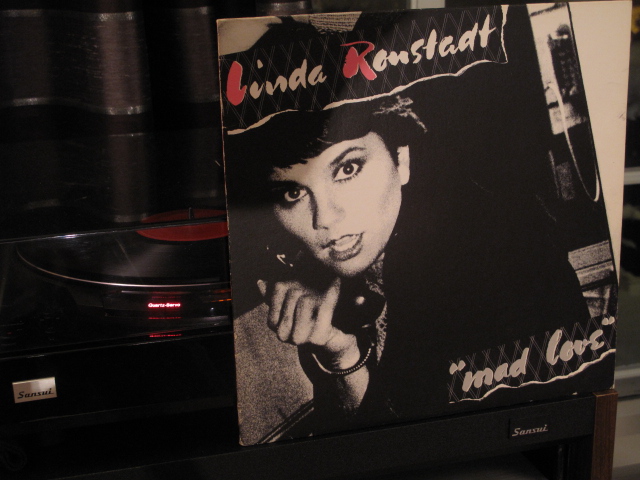 Linda Ronstadt
"mad love"
Quartz-Servo
Sansui
Sansui